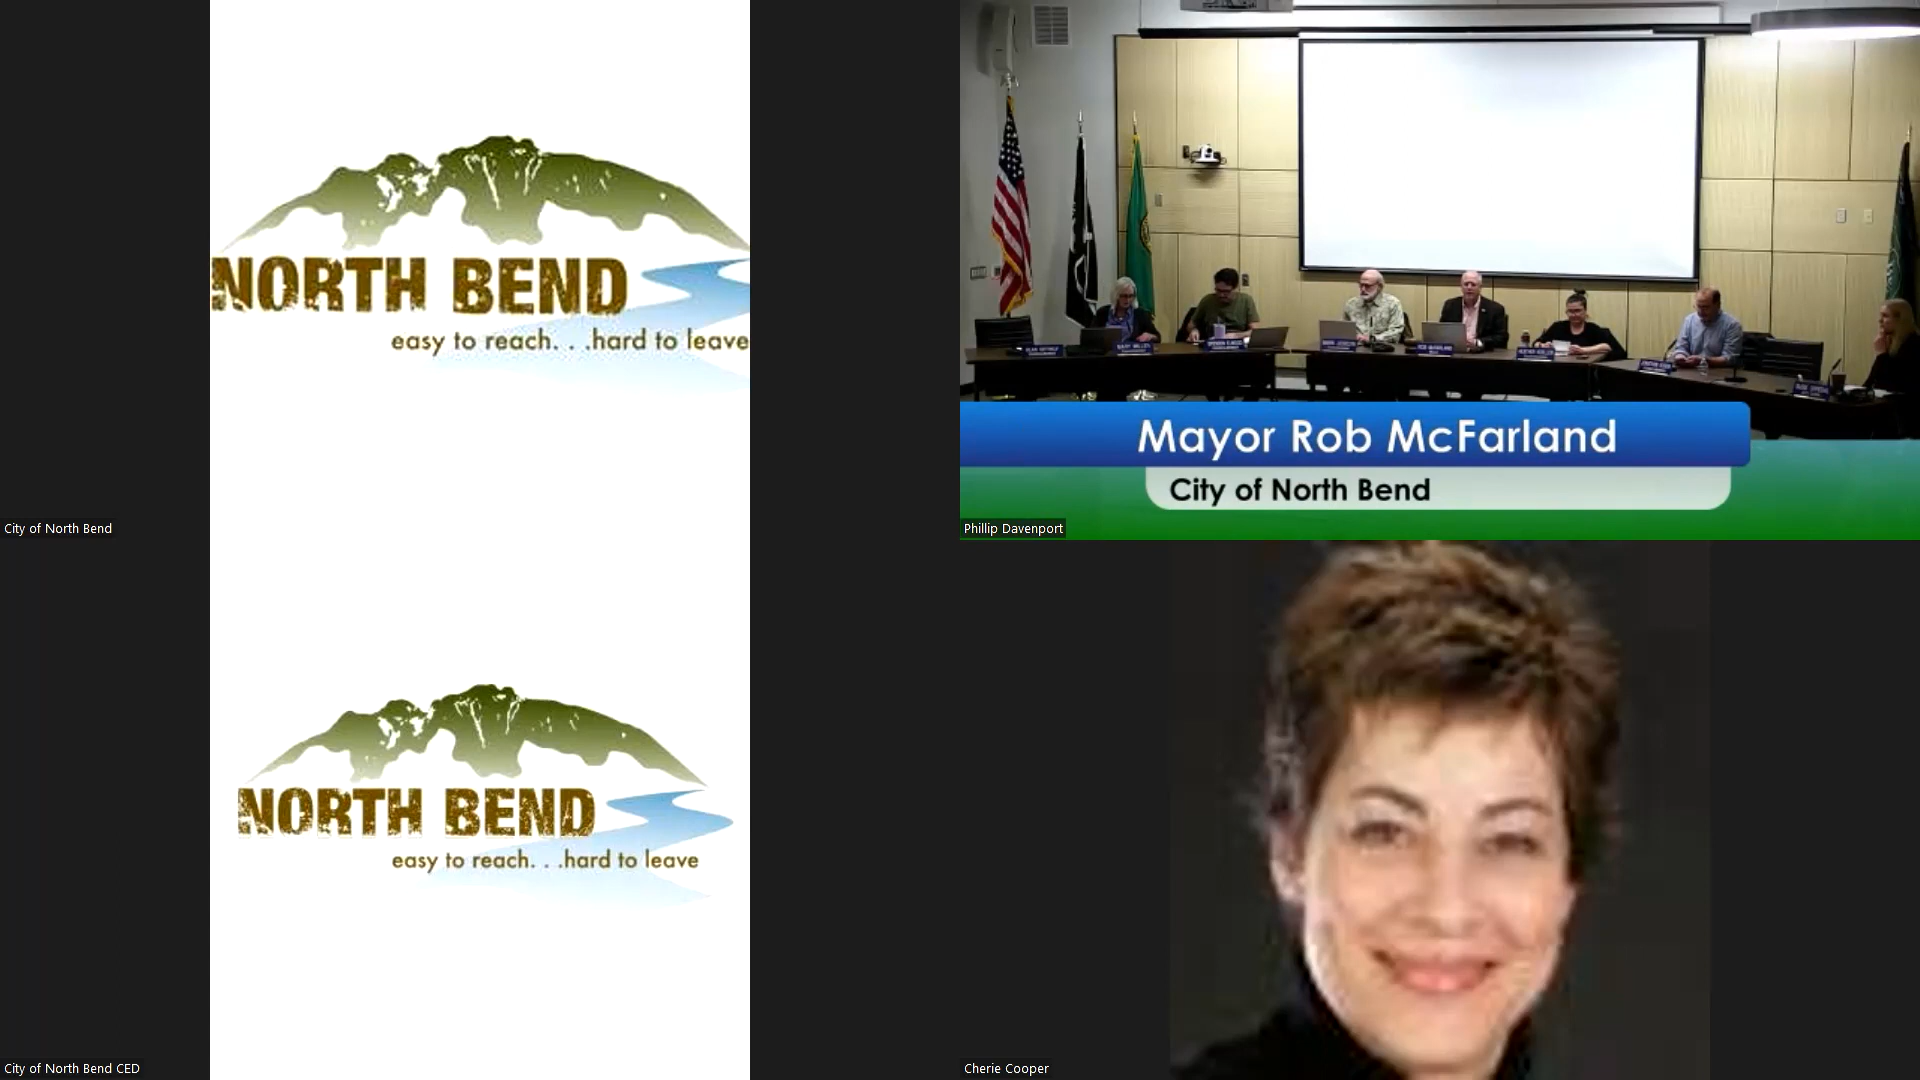 NORTH BEND
easy to reach. . .hard to leave
City of North Bend
Mayor Rob McFarland
City of North Bend
Phillip Davenport
NORTH BEND
easy to reach. . .hard to leave
City of North Bend CED
Cherie Cooper